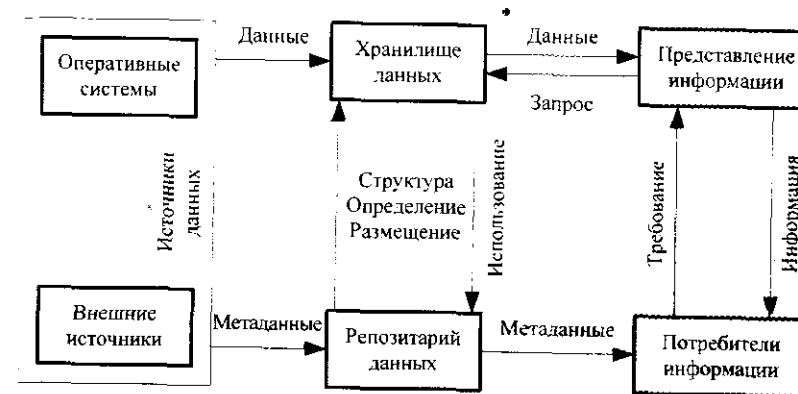 Оперативные
системы
Данные
Хранилище
данных
Данные
Запрос
Представление
информации
Источники
данных
Структура
Определение
Размещение
Использование
Требование
Информация
Внешние
источники
Метаданные
Репозитарий
данных
Метаданные
Потребители
информации